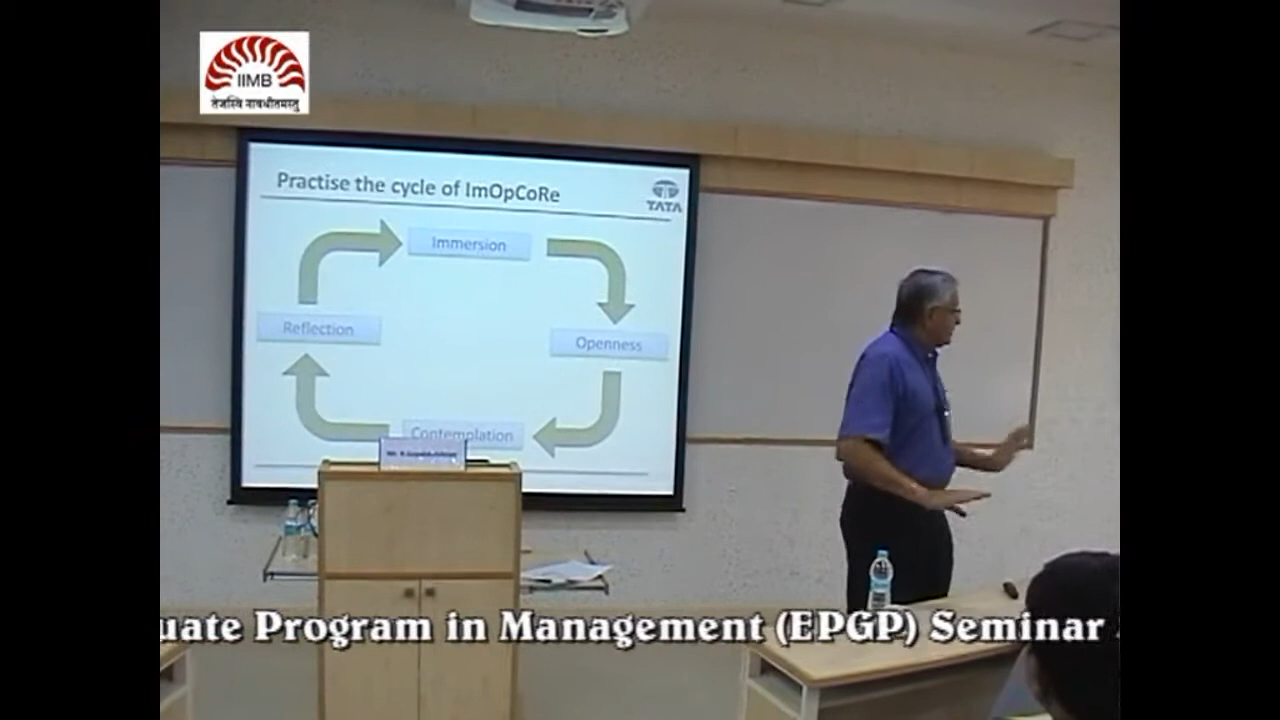 IIMB
तेजस्वि नावधीतमस्तु
Practise the cycle of ImOpCoRe
TATA
Immersion
Reflection
Openness
Contemplation
uate Program in Management (EPGP) Seminar